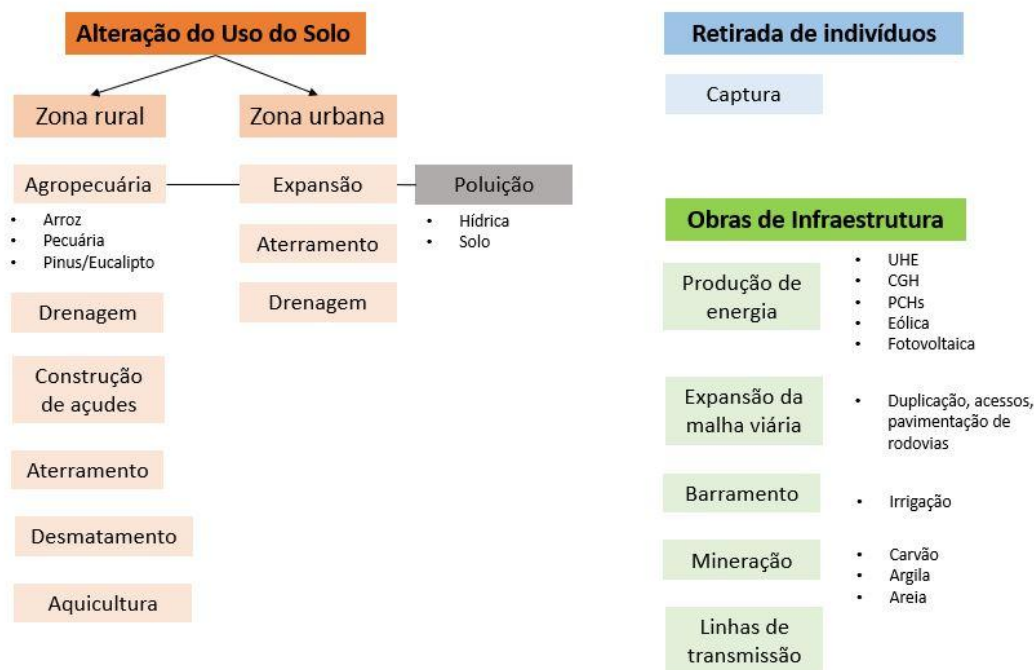 Alteração do Uso do Solo
Zona rural
Zona urbana
Agropecuária
• Arroz
• Pecuária
• Pinus/Eucalipto
Drenagem
Construção
de açudes
Aterramento
Desmatamento
Aquicultura
Expansão
Aterramento
Drenagem
Poluição
• Hídrica
• Solo
Retirada de indivíduos
Captura
Obras de Infraestrutura
Produção de
energia
• UHE
• CGH
• PCHs
• Eólica
• Fotovoltaica
Expansão da
malha viária
• Duplicação, acessos,
pavimentação de
rodovias
Barramento
• Irrigação
Mineração
• Carvão
• Argila
• Areia
Linhas de
transmissão